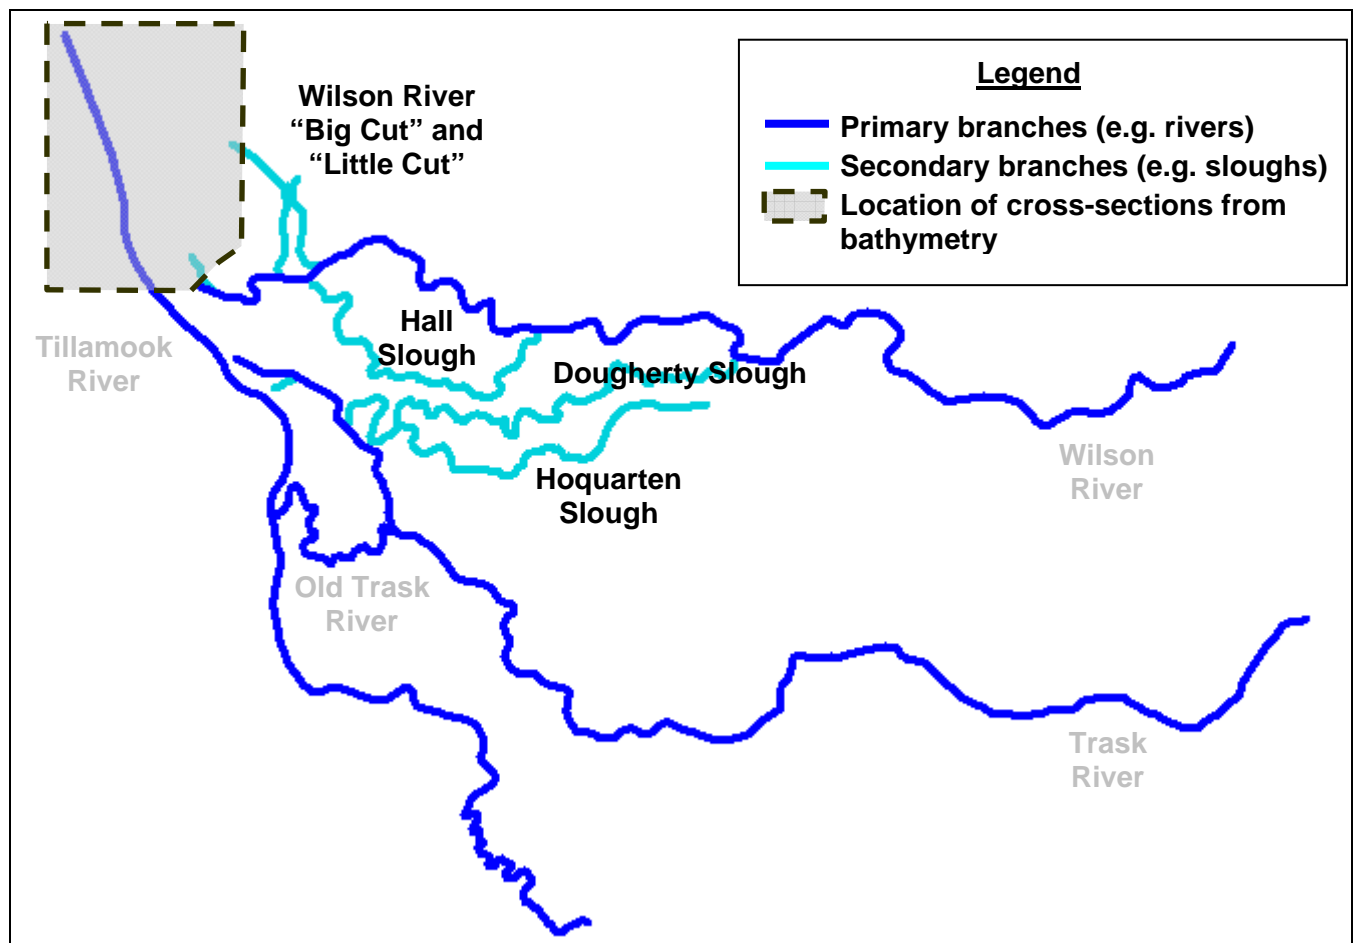 Legend
Primary branches (e.g. rivers)
Secondary branches (e.g. sloughs)
Location of cross-sections from
bathymetry
Wilson River
“Big Cut” and
“Little Cut”
Tillamook
River
Hall
Slough
Dougherty Slough
Hoquarten
Slough
Wilson
River
Old Trask
River
Trask
River